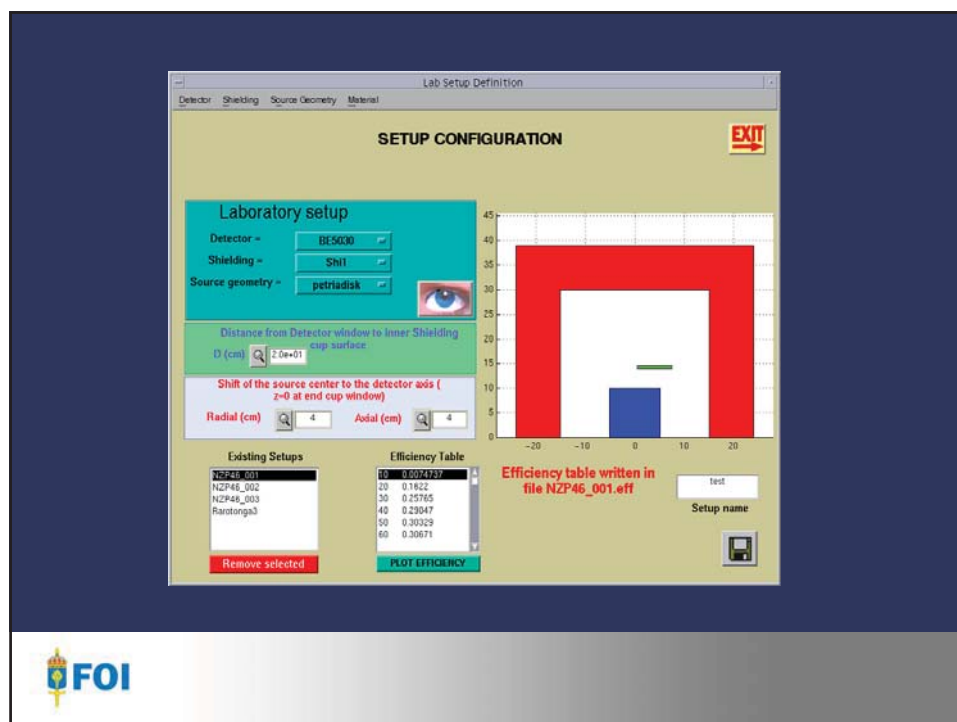 Lab Setup Definition
Detector Shielding Source Geometry Material
SETUP CONFIGURATION
EXIT
Laboratory setup
Detector = BE5030
Shielding = Shi1
Source geometry = petriadisk
Distance from Detector window to Inner Shielding
cup surface
D (cm) 2.0e+01
Shift of the source center to the detector axis (
z=0 at end cup window)
Radial (cm) 4 Axial (cm) 4
45
40
35
30
25
20
15
10
5
0
-20 -10 0 10 20
Existing Setups
NZP46_001
NZP46_002
NZP46_003
Rarotonga3
Remove selected
Efficiency Table
10 0.0074737
20 0.1622
30 0.25765
40 0.29047
50 0.30329
60 0.30671
PLOT EFFICIENCY
Efficiency table written in
file NZP46_001.eff
test
Setup name
FOI